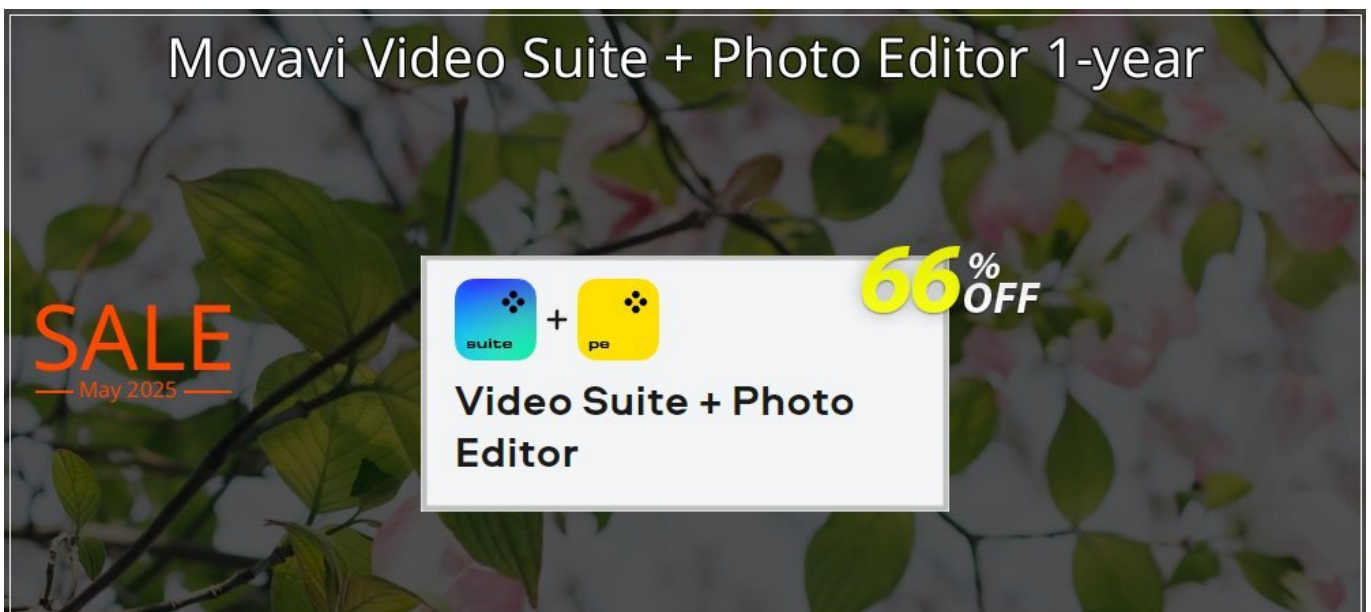 Movavi Video Suite + Photo Editor 1-year
66% OFF
suite + pe
SALE
May 2025
Video Suite + Photo
Editor